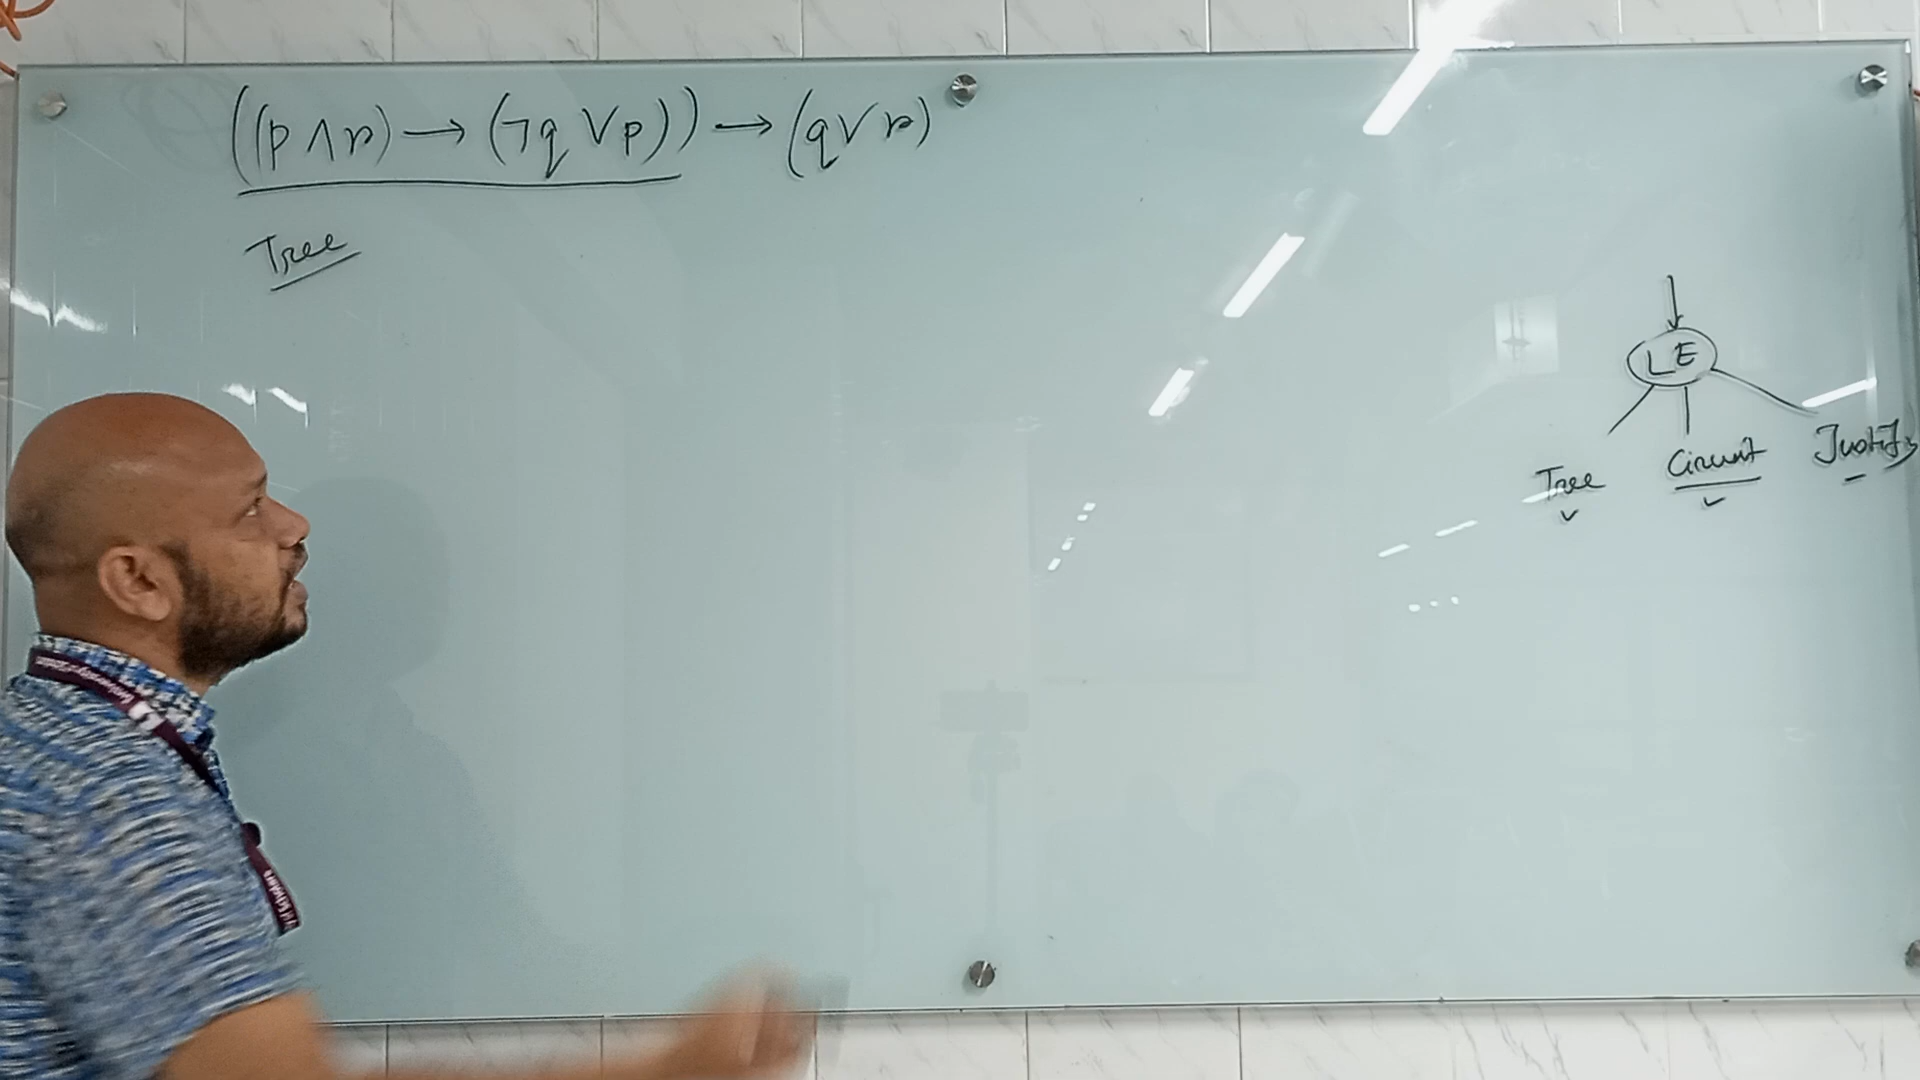 ((p ∧ r) → (¬q ∨ p)) → (q ∨ r)
Tree
LE
Tree Circuit Justify